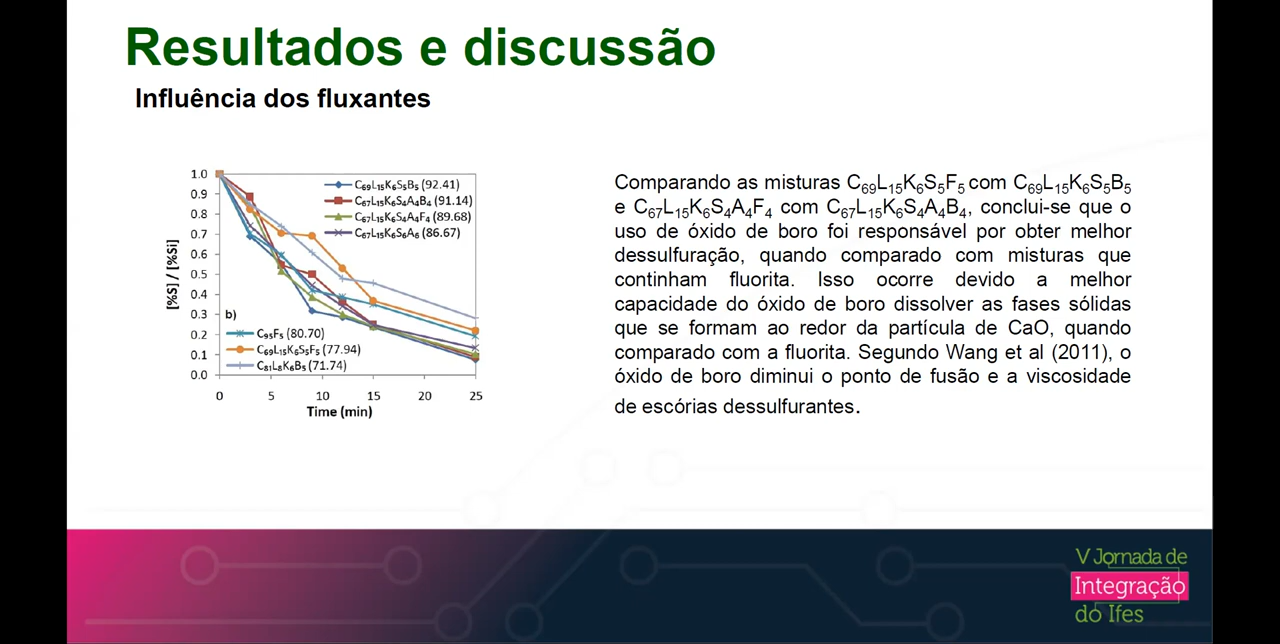 Resultados e discussão
Influência dos fluxantes
1.0
0.9
0.8
0.7
0.6
0.5
0.4
0.3
0.2
0.1
0.0
[%S] / [%Si]
C₆₉L₁₅K₆S₅B₅ (92.41)
C₆₇L₁₅K₆S₄A₄B₄ (91.14)
C₆₇L₁₅K₆S₄A₄F₄ (89.68)
C₆₇L₁₅K₆S₆A₆ (86.67)
b)
C₉₅F₅ (80.70)
C₆₉L₁₅K₆S₅F₅ (77.94)
C₈₁L₈K₆B₅ (71.74)
0 5 10 15 20 25
Time (min)
Comparando as misturas C₆₉L₁₅K₆S₅F₅ com C₆₉L₁₅K₆S₅B₅
e C₆₇L₁₅K₆S₄A₄F₄ com C₆₇L₁₅K₆S₄A₄B₄, conclui-se que o
uso de óxido de boro foi responsável por obter melhor
dessulfuração, quando comparado com misturas que
continham fluorita. Isso ocorre devido a melhor
capacidade do óxido de boro dissolver as fases sólidas
que se formam ao redor da partícula de CaO, quando
comparado com a fluorita. Segundo Wang et al (2011), o
óxido de boro diminui o ponto de fusão e a viscosidade
de escórias dessulfurantes.
V Jornada de
Integração
do Ifes